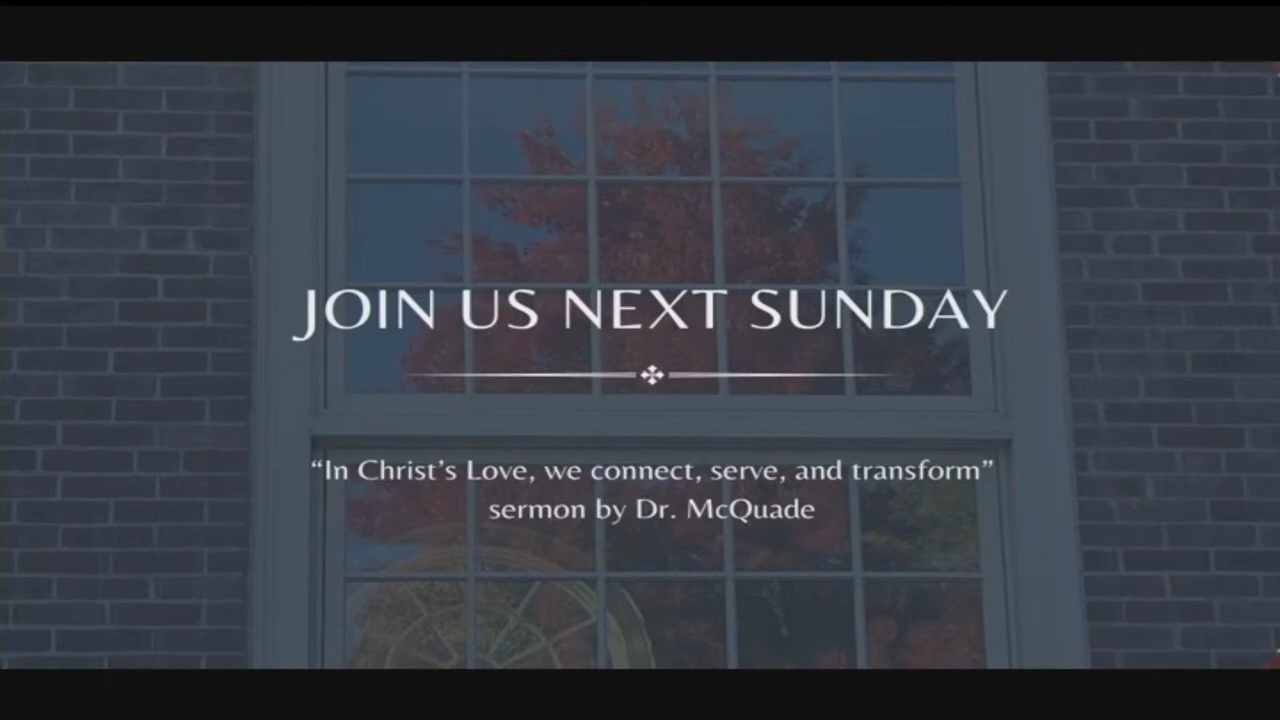 JOIN US NEXT SUNDAY
“In Christ’s Love, we connect, serve, and transform”
sermon by Dr. McQuade